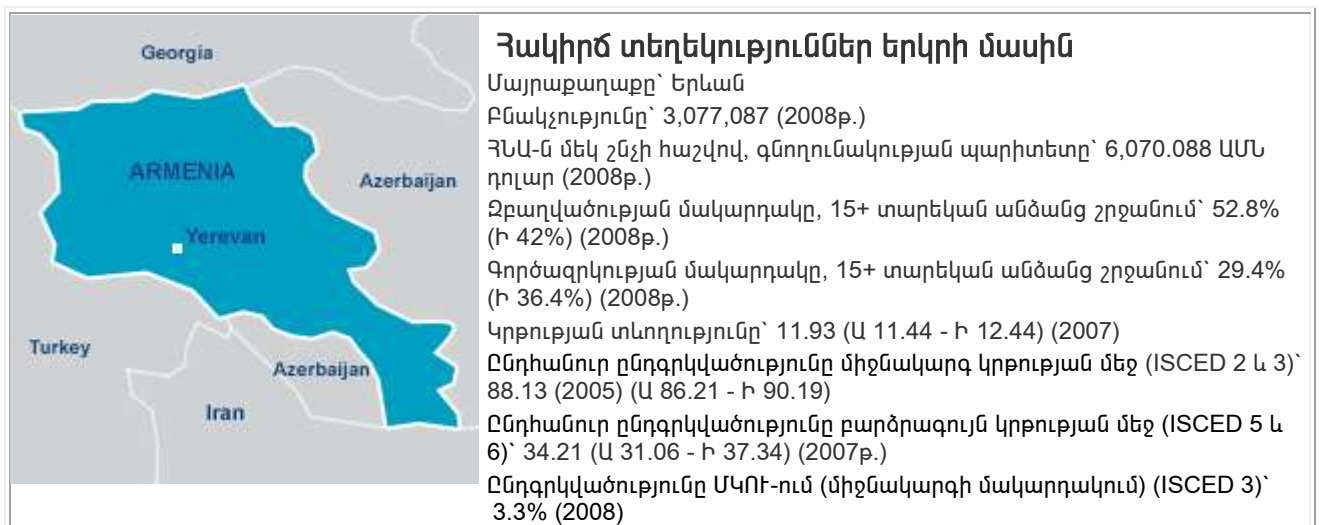 Georgia
ARMENIA
Azerbaijan
Yerevan
Turkey
Azerbaijan
Iran
Հակիրճ տեղեկություններ երկրի մասին
Մայրաքաղաքը` Երևան
Բնակչությունը` 3,077,087 (2008թ.)
ՀՆԱ-ն մեկ շնչի հաշվով, գնողունակության պարիտետը` 6,070.088 ԱՄՆ
դոլար (2008թ.)
Զբաղվածության մակարդակը, 15+ տարեկան անձանց շրջանում` 52.8%
(Ի 42%) (2008թ.)
Գործազրկության մակարդակը, 15+ տարեկան անձանց շրջանում` 29.4%
(Ի 36.4%) (2008թ.)
Կրթության տևողությունը` 11.93 (Ա 11.44 - Ի 12.44) (2007)
Ընդհանուր ընդգրկվածությունը միջնակարգ կրթության մեջ (ISCED 2 և 3)`
88.13 (2005) (Ա 86.21 - Ի 90.19)
Ընդհանուր ընդգրկվածությունը բարձրագույն կրթության մեջ (ISCED 5 և
6)` 34.21 (Ա 31.06 - Ի 37.34) (2007թ.)
Ընդգրկվածությունը ՄԿՈՒ-ում (միջնակարգի մակարդակում) (ISCED 3)`
3.3% (2008)